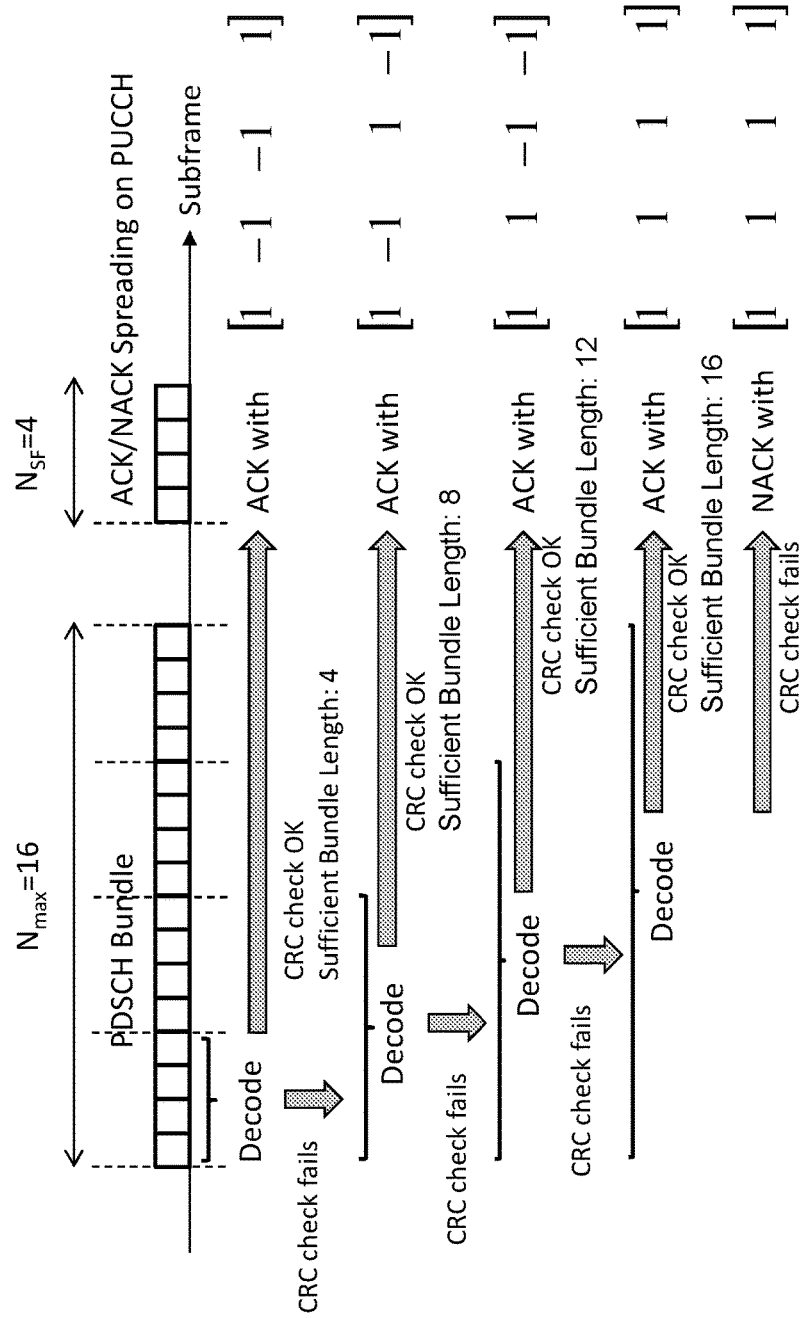 N_max=16
N_SF=4
PDSCH Bundle
ACK/NACK Spreading on PUCCH
Subframe
Decode
ACK with
[1 −1 −1 1]
CRC check OK
Sufficient Bundle Length: 4
CRC check fails
Decode
ACK with
[1 −1 1 −1]
CRC check OK
Sufficient Bundle Length: 8
CRC check fails
Decode
ACK with
[1 1 −1 −1]
CRC check OK
Sufficient Bundle Length: 12
CRC check fails
Decode
ACK with
[1 1 1 1]
CRC check OK
Sufficient Bundle Length: 16
NACK with
[1 1 1 1]
CRC check fails